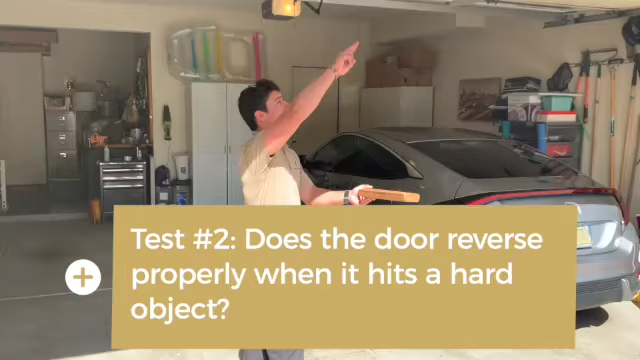 Test #2: Does the door reverse
properly when it hits a hard
object?